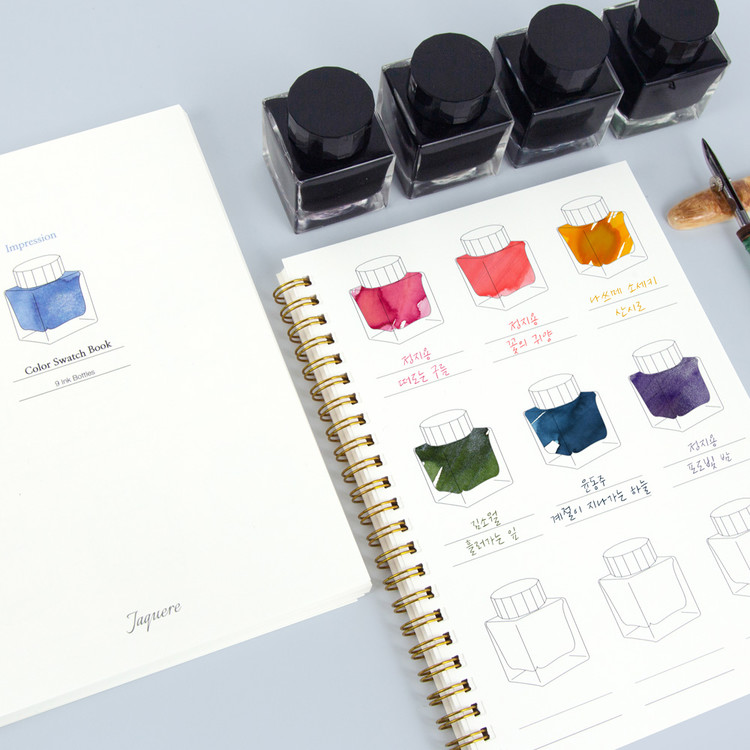 Impression
Color Swatch Book
9 Ink Bottles
Jaquere
정지용
떠도는 구름
정지용
꿈의 귀양
나쓰메 소세키
산시로
김소월
흘러가는 잎
윤동주
계절이 지나가는 하늘
정지용
포도빛 밤